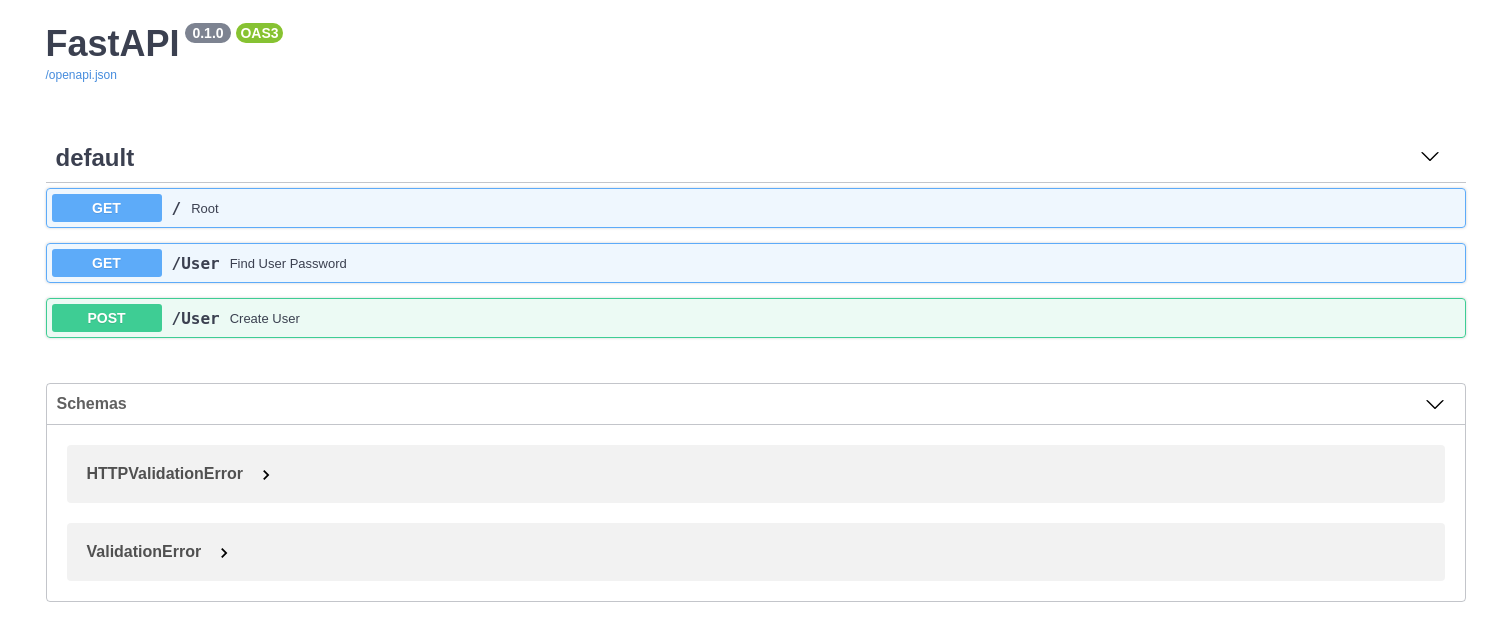 FastAPI 0.1.0 OAS3
/openapi.json
default
GET / Root
GET /User Find User Password
POST /User Create User
Schemas
HTTPValidationError
ValidationError